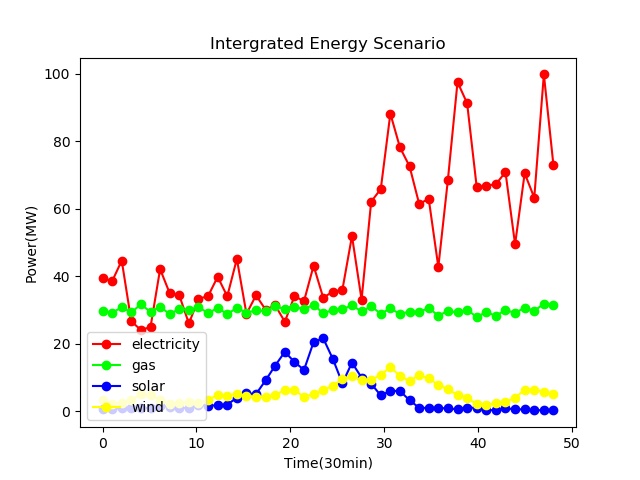 Intergrated Energy Scenario
100
80
60
40
20
0
Power(MW)
electricity
gas
solar
wind
0 10 20 30 40 50
Time(30min)